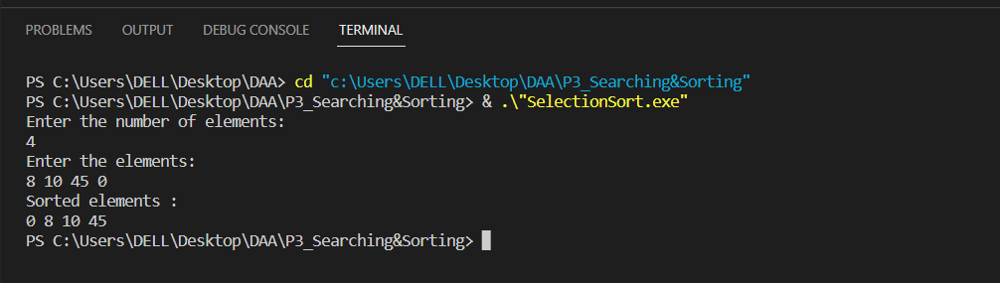 PROBLEMS OUTPUT DEBUG CONSOLE TERMINAL
PS C:\Users\DELL\Desktop\DAA> cd "c:\Users\DELL\Desktop\DAA\P3_Searching&Sorting"
PS C:\Users\DELL\Desktop\DAA\P3_Searching&Sorting> & .\"SelectionSort.exe"
Enter the number of elements:
4
Enter the elements:
8 10 45 0
Sorted elements :
0 8 10 45
PS C:\Users\DELL\Desktop\DAA\P3_Searching&Sorting>